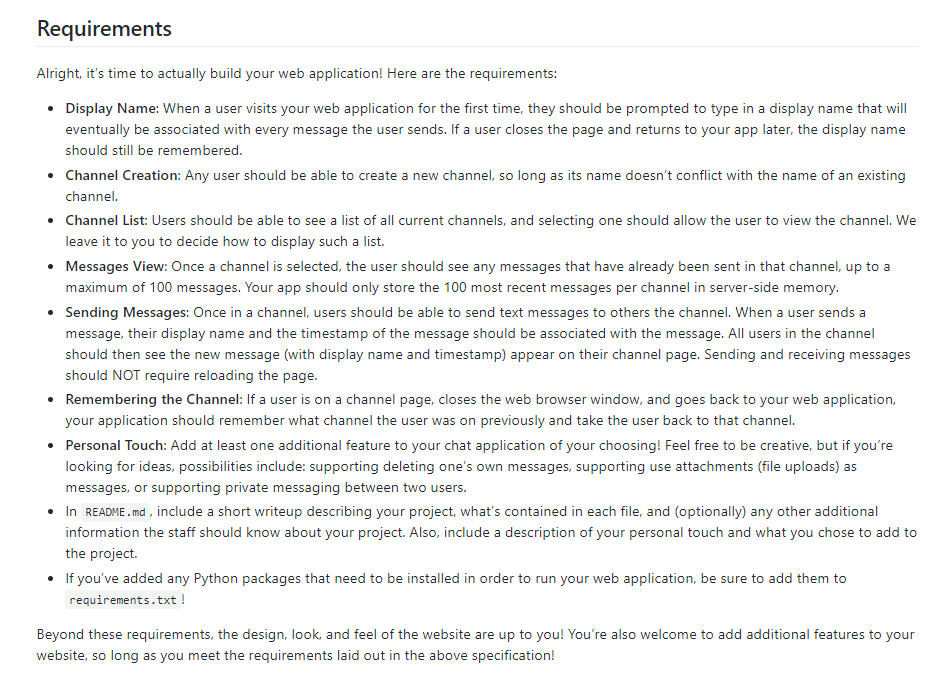 Requirements
Alright, it's time to actually build your web application! Here are the requirements:
• Display Name: When a user visits your web application for the first time, they should be prompted to type in a display name that will
eventually be associated with every message the user sends. If a user closes the page and returns to your app later, the display name
should still be remembered.
• Channel Creation: Any user should be able to create a new channel, so long as its name doesn't conflict with the name of an existing
channel.
• Channel List: Users should be able to see a list of all current channels, and selecting one should allow the user to view the channel. We
leave it to you to decide how to display such a list.
• Messages View: Once a channel is selected, the user should see any messages that have already been sent in that channel, up to a
maximum of 100 messages. Your app should only store the 100 most recent messages per channel in server-side memory.
• Sending Messages: Once in a channel, users should be able to send text messages to others the channel. When a user sends a
message, their display name and the timestamp of the message should be associated with the message. All users in the channel
should then see the new message (with display name and timestamp) appear on their channel page. Sending and receiving messages
should NOT require reloading the page.
• Remembering the Channel: If a user is on a channel page, closes the web browser window, and goes back to your web application,
your application should remember what channel the user was on previously and take the user back to that channel.
• Personal Touch: Add at least one additional feature to your chat application of your choosing! Feel free to be creative, but if you're
looking for ideas, possibilities include: supporting deleting one's own messages, supporting use attachments (file uploads) as
messages, or supporting private messaging between two users.
• In README.md, include a short writeup describing your project, what's contained in each file, and (optionally) any other additional
information the staff should know about your project. Also, include a description of your personal touch and what you chose to add to
the project.
• If you've added any Python packages that need to be installed in order to run your web application, be sure to add them to
requirements.txt!
Beyond these requirements, the design, look, and feel of the website are up to you! You're also welcome to add additional features to your
website, so long as you meet the requirements laid out in the above specification!